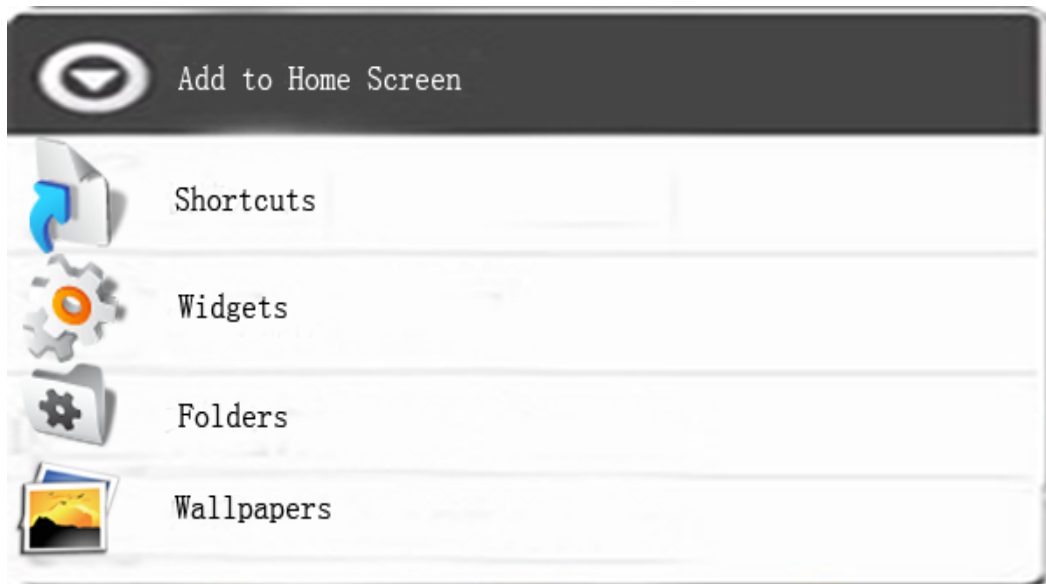 Add to Home Screen
Shortcuts
Widgets
Folders
Wallpapers